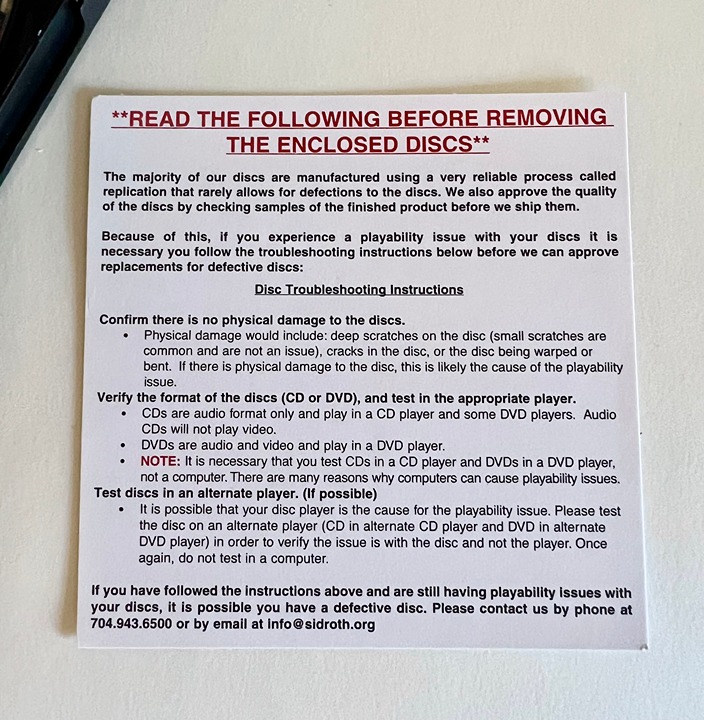 **READ THE FOLLOWING BEFORE REMOVING
THE ENCLOSED DISCS**
The majority of our discs are manufactured using a very reliable process called
replication that rarely allows for defections to the discs. We also approve the quality
of the discs by checking samples of the finished product before we ship them.
Because of this, if you experience a playability issue with your discs it is
necessary you follow the troubleshooting instructions below before we can approve
replacements for defective discs:
Disc Troubleshooting Instructions
Confirm there is no physical damage to the discs.
• Physical damage would include: deep scratches on the disc (small scratches are
common and are not an issue), cracks in the disc, or the disc being warped or
bent. If there is physical damage to the disc, this is likely the cause of the playability
issue.
Verify the format of the discs (CD or DVD), and test in the appropriate player.
• CDs are audio format only and play in a CD player and some DVD players. Audio
CDs will not play video.
• DVDs are audio and video and play in a DVD player.
• NOTE: It is necessary that you test CDs in a CD player and DVDs in a DVD player,
not a computer. There are many reasons why computers can cause playability issues.
Test discs in an alternate player. (If possible)
• It is possible that your disc player is the cause for the playability issue. Please test
the disc on an alternate player (CD in alternate CD player and DVD in alternate
DVD player) in order to verify the issue is with the disc and not the player. Once
again, do not test in a computer.
If you have followed the instructions above and are still having playability issues with
your discs, it is possible you have a defective disc. Please contact us by phone at
704.943.6500 or by email at Info@sidroth.org